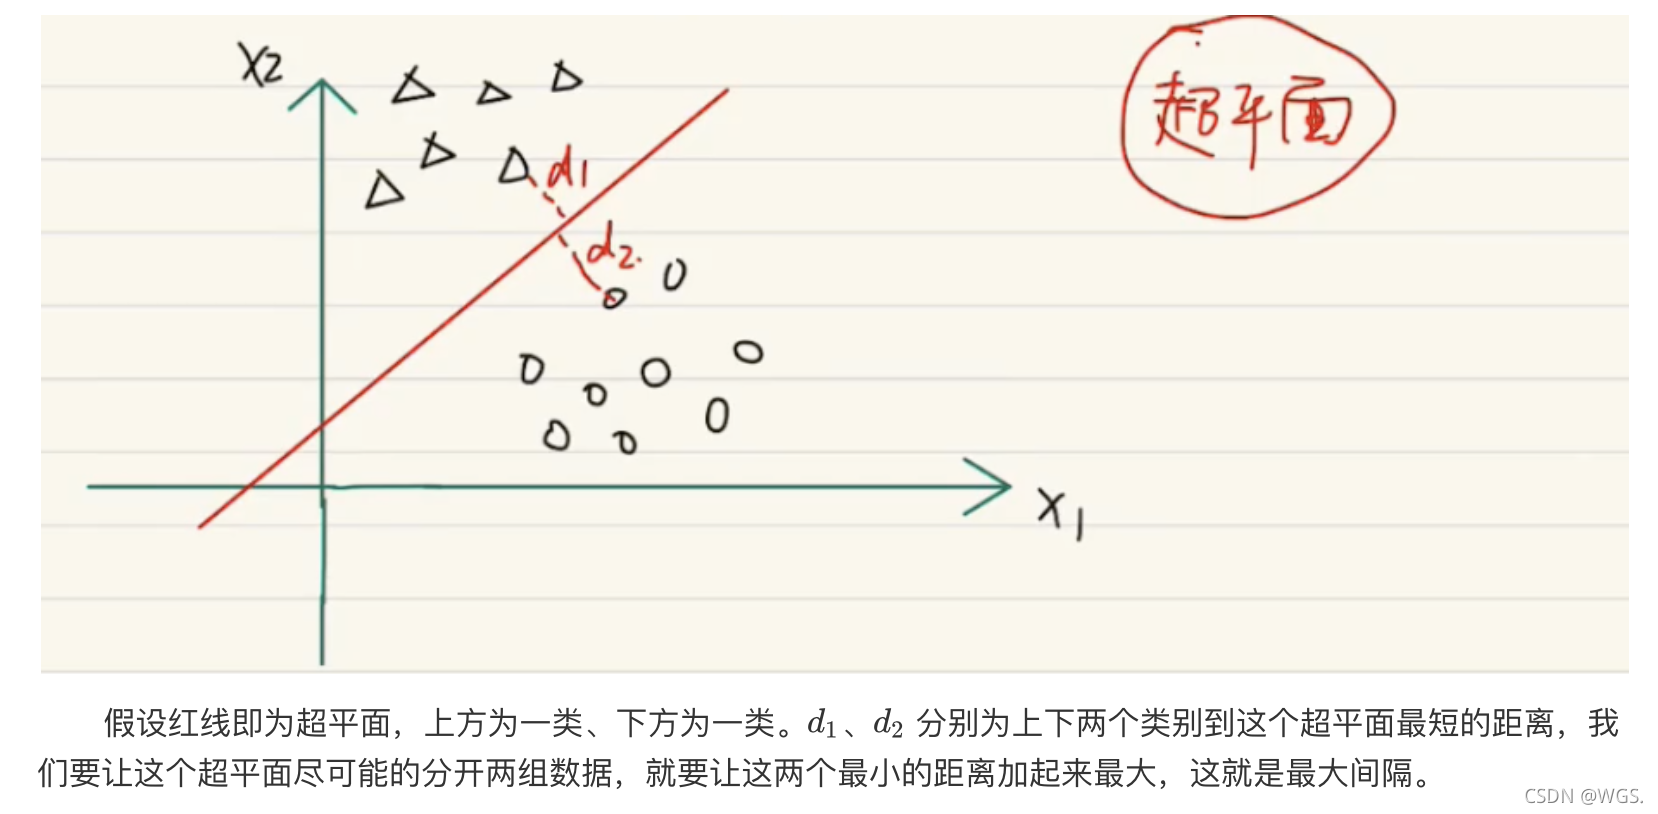 X2
超平面
d1
d2.
X1
假设红线即为超平面，上方为一类、下方为一类。d₁、d₂ 分别为上下两个类别到这个超平面最短的距离，我
们要让这个超平面尽可能的分开两组数据，就要让这两个最小的距离加起来最大，这就是最大间隔。
CSDN @WGS.